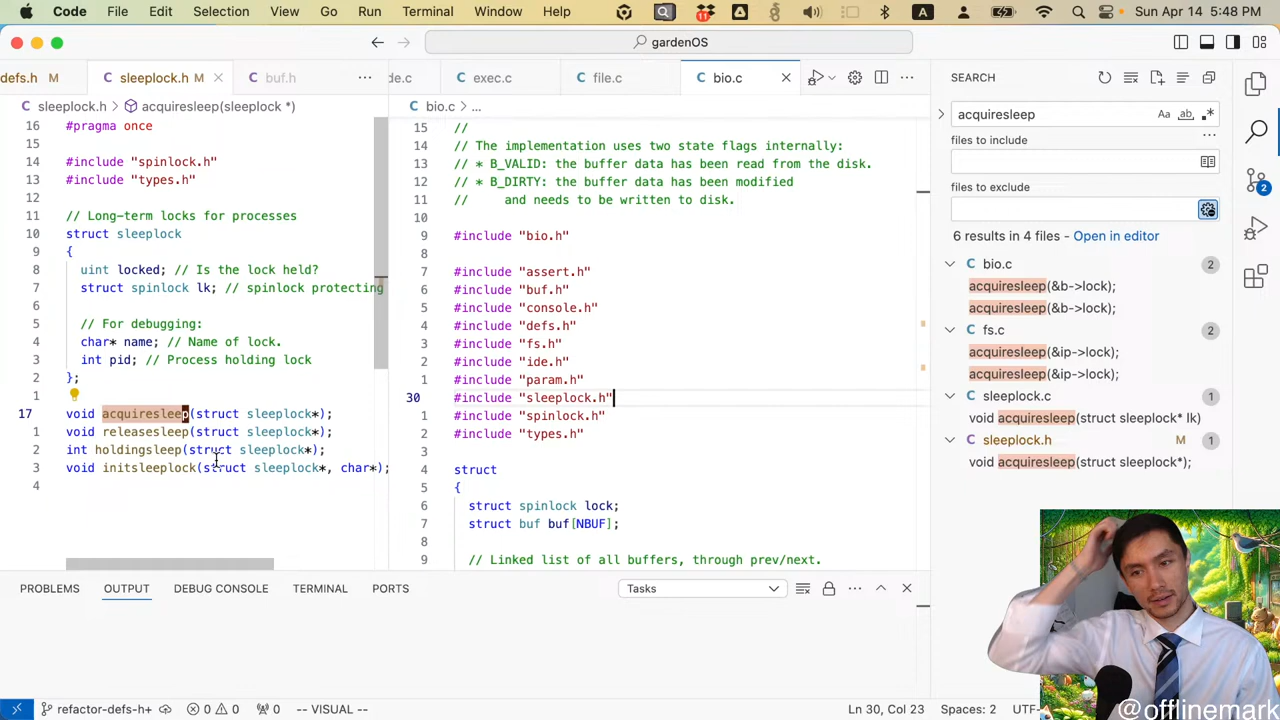 Code File Edit Selection View Go Run Terminal Window Help A Sun Apr 14 5:48 PM
gardenOS
defs.h M sleeplock.h M buf.h de.c exec.c file.c bio.c
sleeplock.h > acquiresleep(sleeplock *)
16 #pragma once
15
14 #include "spinlock.h"
13 #include "types.h"
12
11 // Long-term locks for processes
10 struct sleeplock
9 {
8 uint locked; // Is the lock held?
7 struct spinlock lk; // spinlock protecting
6
5 // For debugging:
4 char* name; // Name of lock.
3 int pid; // Process holding lock
2 };
1
17 void acquiresleep(struct sleeplock*);
1 void releasesleep(struct sleeplock*);
2 int holdingsleep(struct sleeplock*);
3 void initsleeplock(struct sleeplock*, char*);
4
bio.c > ...
15 //
14 // The implementation uses two state flags internally:
13 // * B_VALID: the buffer data has been read from the disk.
12 // * B_DIRTY: the buffer data has been modified
11 // and needs to be written to disk.
10
9 #include "bio.h"
8
7 #include "assert.h"
6 #include "buf.h"
5 #include "console.h"
4 #include "defs.h"
3 #include "fs.h"
2 #include "ide.h"
1 #include "param.h"
30 #include "sleeplock.h"
1 #include "spinlock.h"
2 #include "types.h"
3
4 struct
5 {
6 struct spinlock lock;
7 struct buf buf[NBUF];
8
9 // Linked list of all buffers, through prev/next.
SEARCH
acquiresleep
files to include
files to exclude
6 results in 4 files - Open in editor
bio.c 2
acquiresleep(&b->lock);
acquiresleep(&b->lock);
fs.c 2
acquiresleep(&ip->lock);
acquiresleep(&ip->lock);
sleeplock.c 1
void acquiresleep(struct sleeplock* lk)
sleeplock.h M 1
void acquiresleep(struct sleeplock*);
2
PROBLEMS OUTPUT DEBUG CONSOLE TERMINAL PORTS Tasks
refactor-defs-h+ 0 0 0 -- VISUAL -- Ln 30, Col 23 Spaces: 2 UTF-
@offlinemark